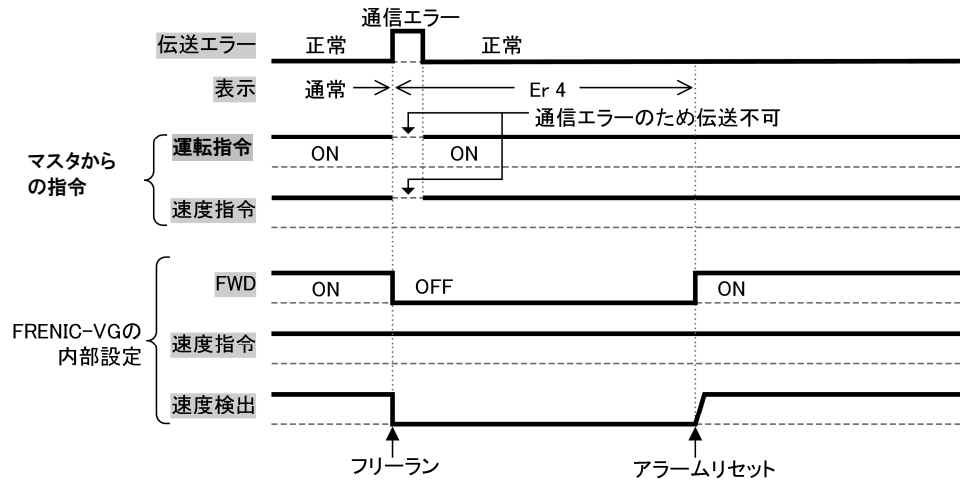 通信エラー
伝送エラー 正常 正常
表示 通常 Er 4
通信エラーのため伝送不可
マスタから
の指令
運転指令 ON ON
速度指令
FRENIC-VGの
内部設定
FWD ON OFF ON
速度指令
速度検出
フリーラン アラームリセット